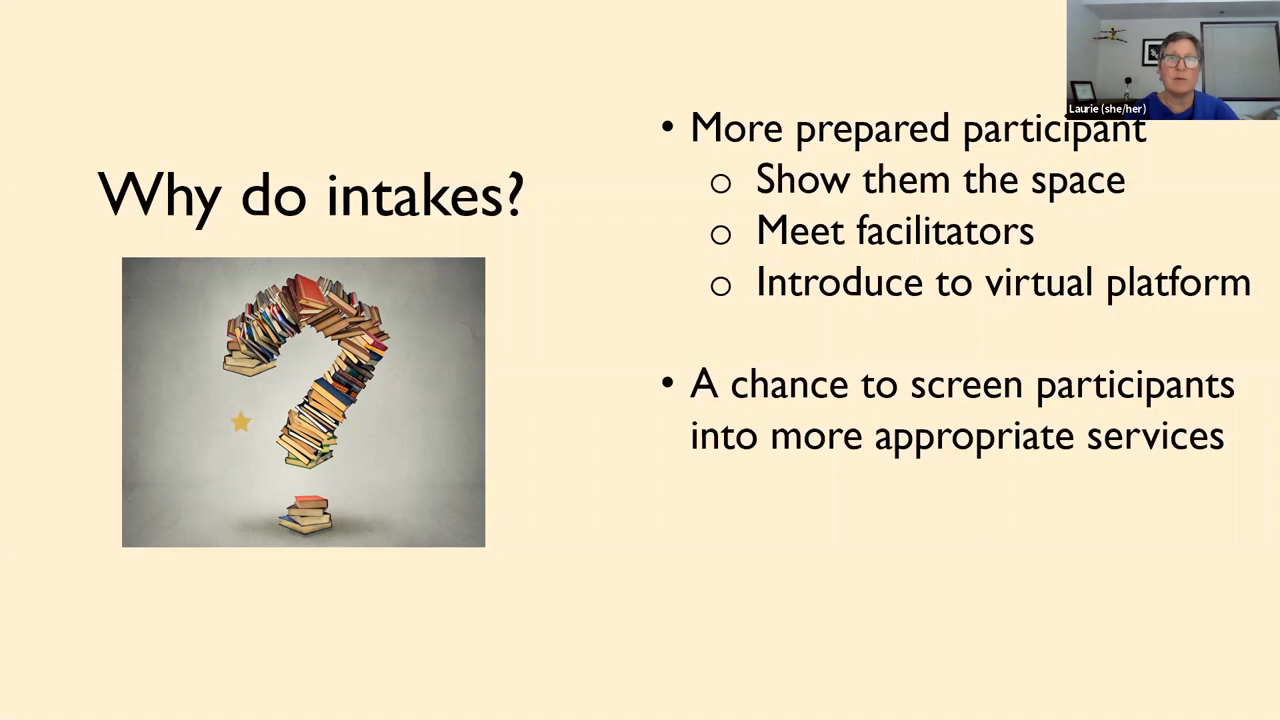 Laurie (she/her)
Why do intakes?
• More prepared participant
o Show them the space
o Meet facilitators
o Introduce to virtual platform
• A chance to screen participants
into more appropriate services